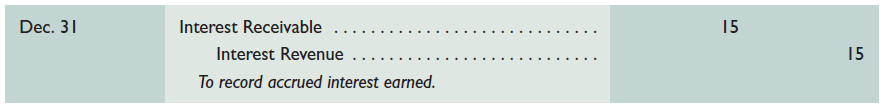 Dec. 31 Interest Receivable . . . . . . . . . . . . . . . . . . . . . . . . . . . . . 15
Interest Revenue . . . . . . . . . . . . . . . . . . . . . . . . . . . 15
To record accrued interest earned.